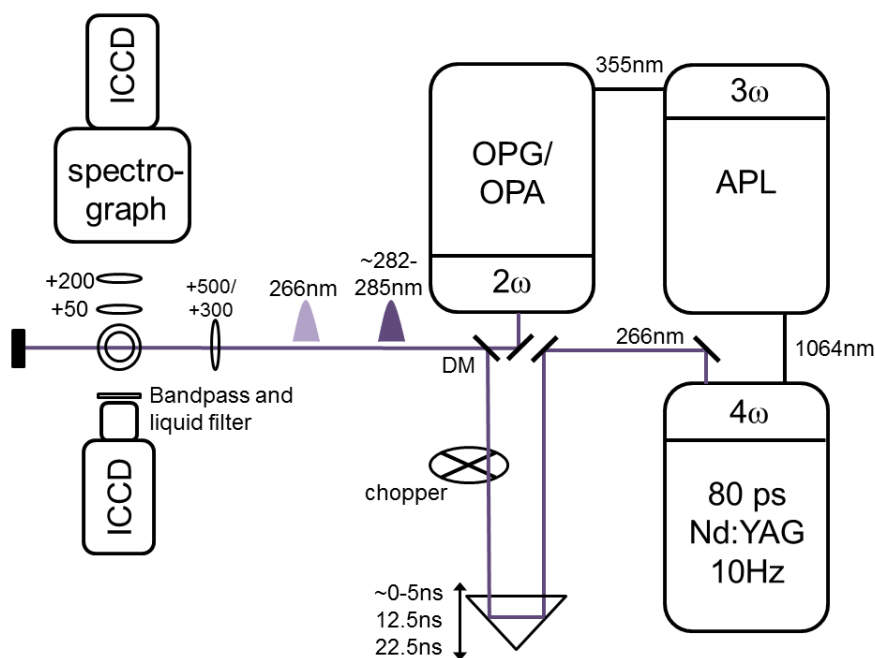 ICCD
spectro-
graph
+200
+50
+500/
+300
266nm
~282-
285nm
OPG/
OPA
2ω
355nm
3ω
APL
1064nm
266nm
DM
4ω
80 ps
Nd:YAG
10Hz
Bandpass and
liquid filter
ICCD
chopper
~0-5ns
12.5ns
22.5ns